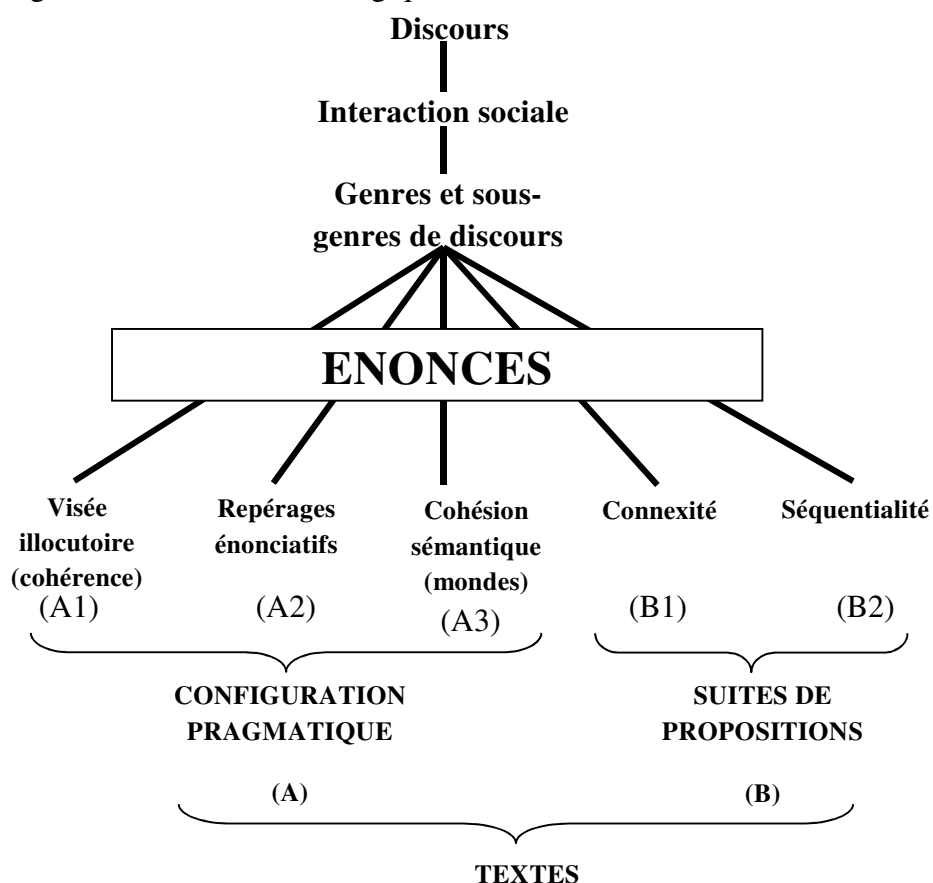 Discours
Interaction sociale
Genres et sous-
genres de discours
ENONCES
Visée
illocutoire
(cohérence)
(A1)
Repérages
énonciatifs
(A2)
Cohésion
sémantique
(mondes)
(A3)
Connexité
(B1)
Séquentialité
(B2)
CONFIGURATION
PRAGMATIQUE
(A)
SUITES DE
PROPOSITIONS
(B)
TEXTES